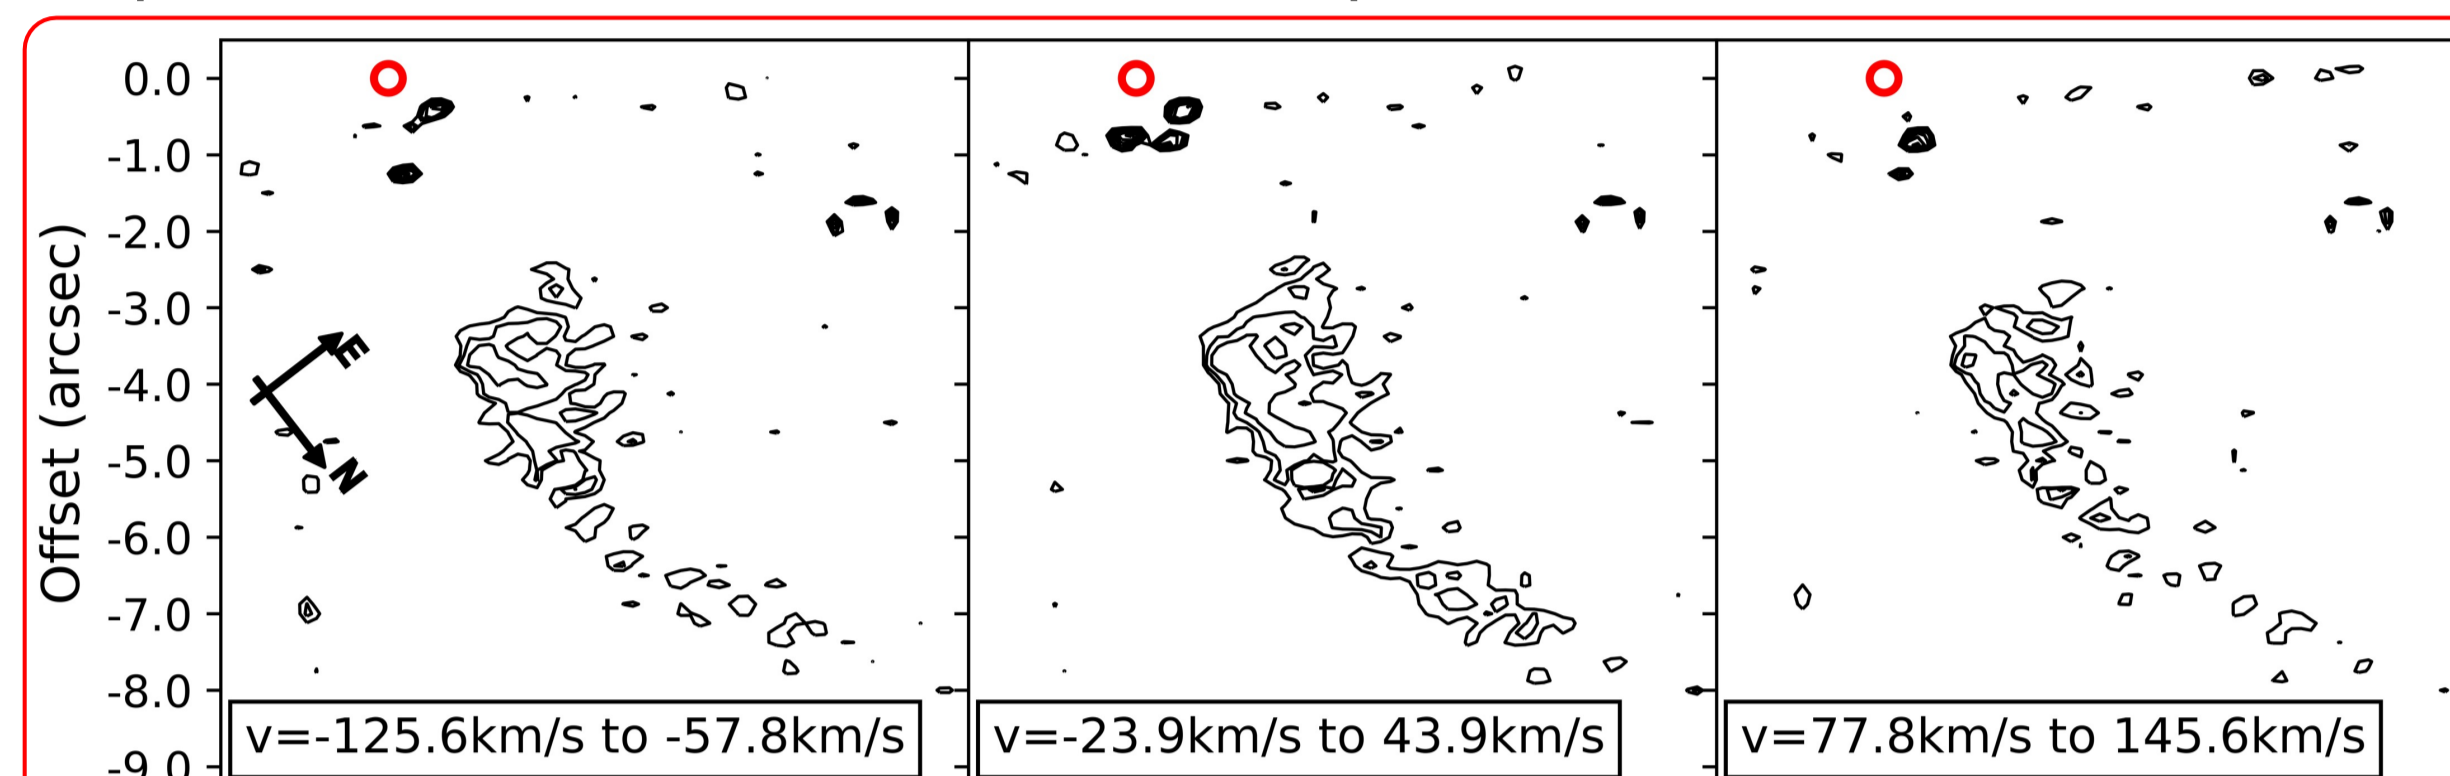 Offset (arcsec)
0.0
-1.0
-2.0
-3.0
-4.0
-5.0
-6.0
-7.0
-8.0
-9.0
E
N
v=-125.6km/s to -57.8km/s
v=-23.9km/s to 43.9km/s
v=77.8km/s to 145.6km/s